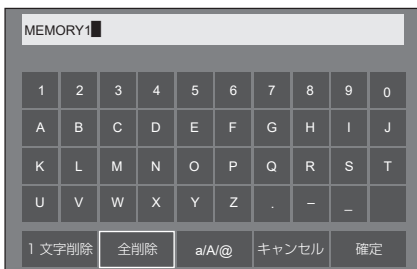 MEMORY1
1 2 3 4 5 6 7 8 9 0
A B C D E F G H I J
K L M N O P Q R S T
U V W X Y Z . – _
1文字削除 全削除 a/A/@ キャンセル 確定